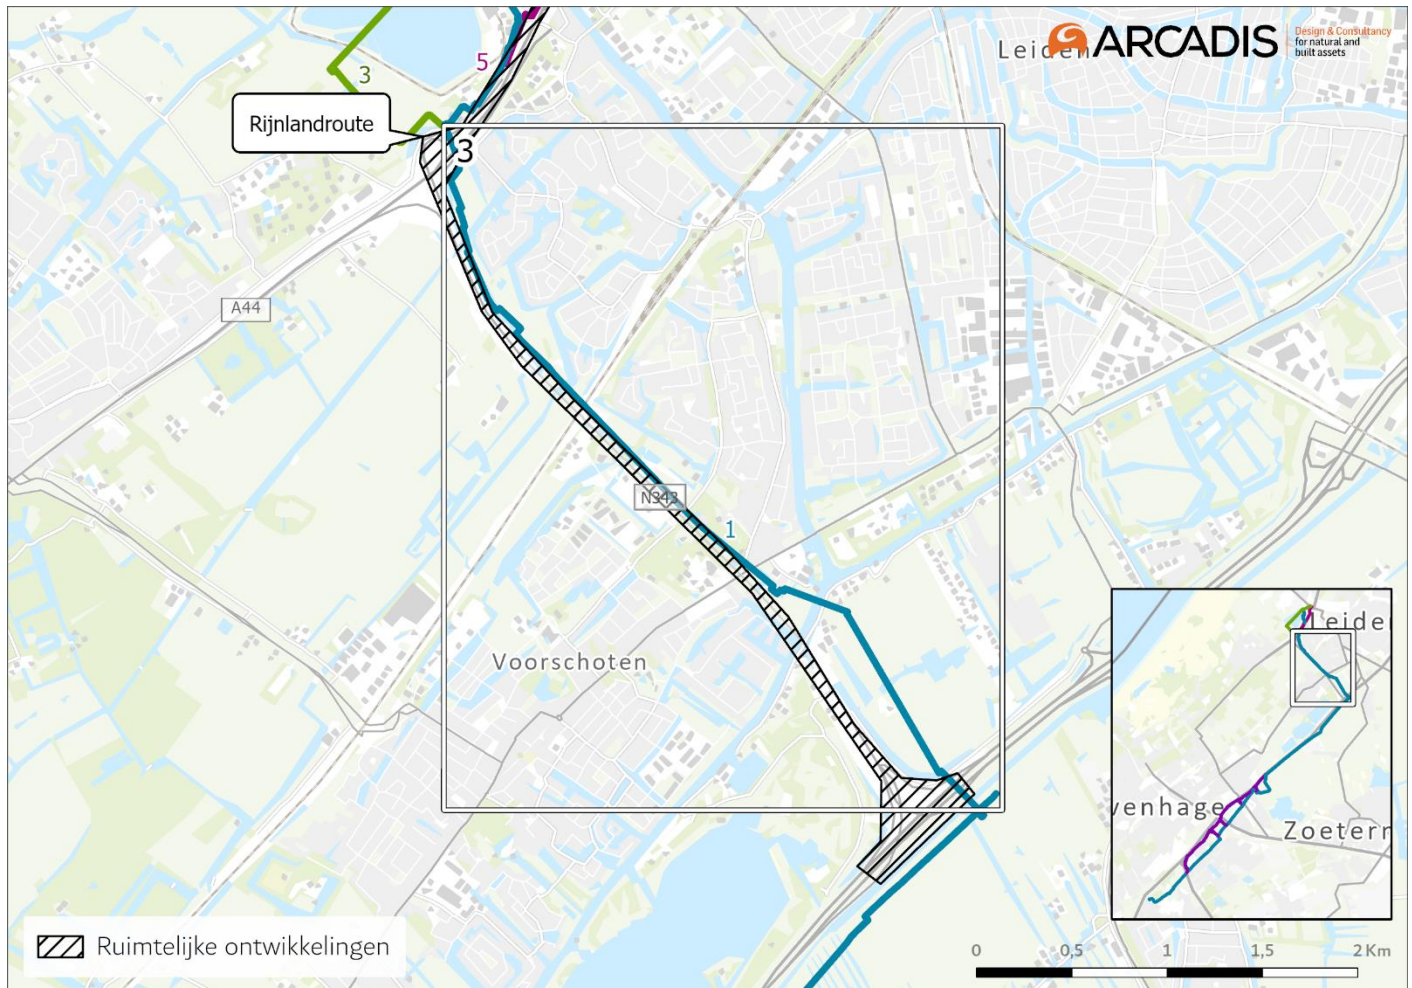 Leiden
ARCADIS
Design & Consultancy
for natural and
built assets
3
5
Rijnlandroute
3
A44
N343
1
Voorschoten
Leiden
venhage
Zoeterm
Ruimtelijke ontwikkelingen
0
0,5
1
1,5
2 Km